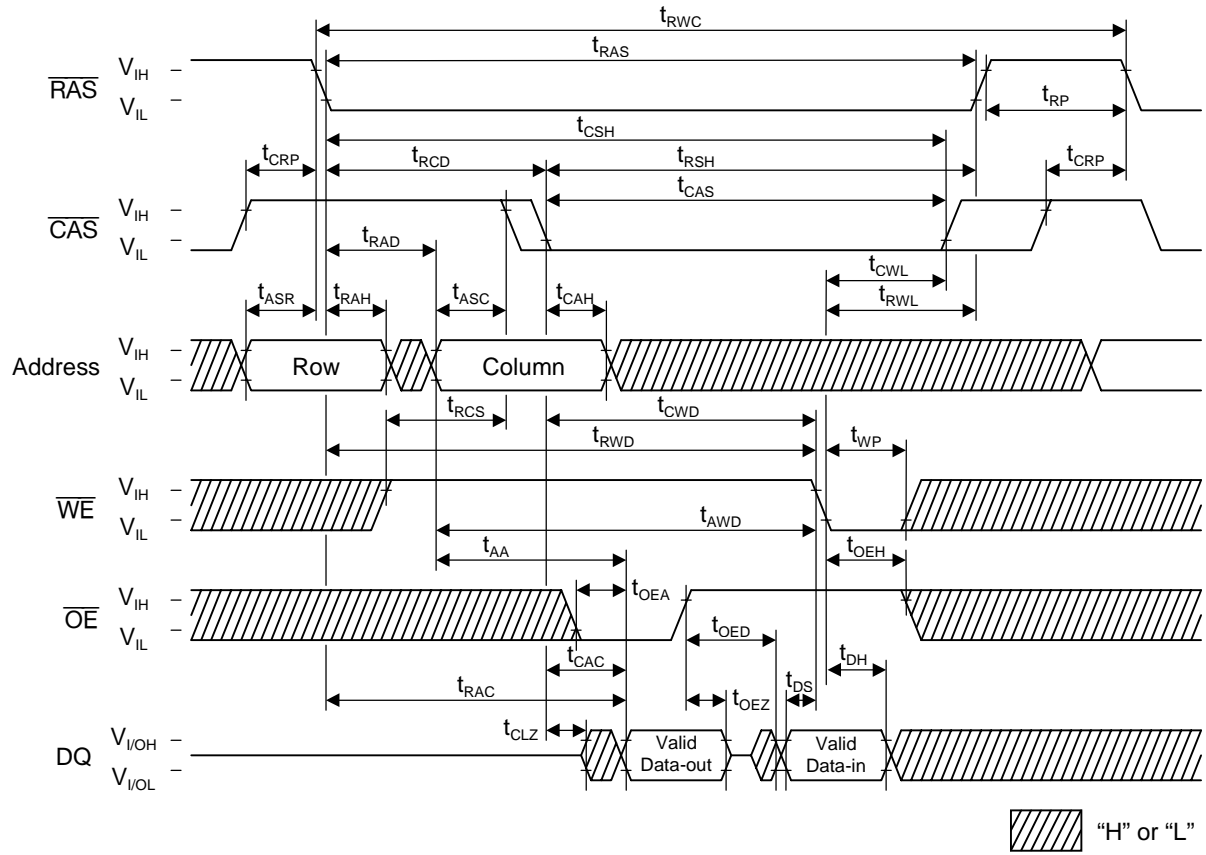 tRWC
tRAS
RAS VIH
VIL
tRP
tCSH
tCRP tRCD tRSH tCRP
tCAS
CAS VIH
VIL
tRAD
tCWL
tASR tRAH tASC tCAH tRWL
Address VIH
VIL
Row Column
tRCS tCWD
tRWD tWP
WE VIH
VIL
tAWD
tAA tOEH
OE VIH
VIL
tOEA
tOED
tCAC tDH
tRAC tOEZ tDS
tCLZ
DQ VI/OH
VI/OL
Valid
Data-out
Valid
Data-in
“H” or “L”